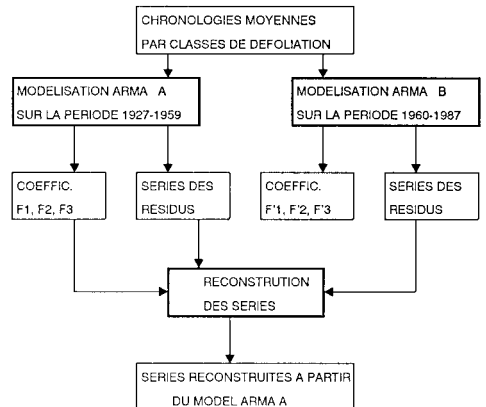 CHRONOLOGIES MOYENNES
PAR CLASSES DE DEFOLIATION
MODELISATION ARMA A
SUR LA PERIODE 1927-1959
MODELISATION ARMA B
SUR LA PERIODE 1960-1987
COEFFIC.
F1, F2, F3
SERIES DES
RESIDUS
COEFFIC.
F'1, F'2, F'3
SERIES DES
RESIDUS
RECONSTRUTION
DES SERIES
SERIES RECONSTRUITES A PARTIR
DU MODEL ARMA A